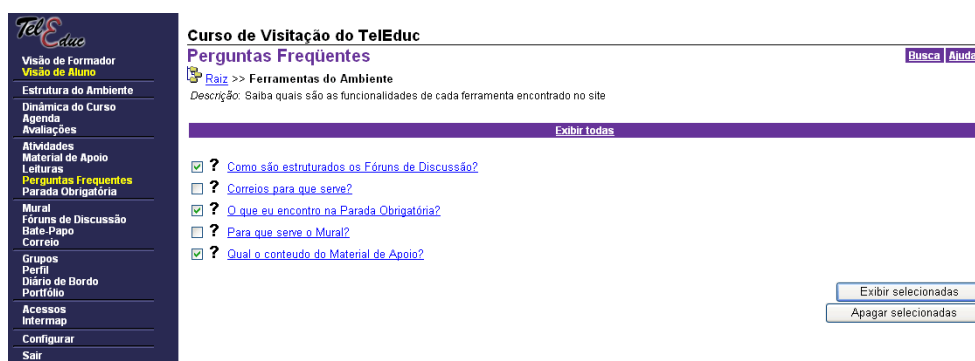 TelEduc
Visão de Formador
Visão de Aluno
Estrutura do Ambiente
Dinâmica do Curso
Agenda
Avaliações
Atividades
Material de Apoio
Leituras
Perguntas Frequentes
Parada Obrigatória
Mural
Fóruns de Discussão
Bate-Papo
Correio
Grupos
Perfil
Diário de Bordo
Portfólio
Acessos
Intermap
Configurar
Sair
Curso de Visitação do TelEduc
Perguntas Freqüentes
Busca Ajuda
Raiz >> Ferramentas do Ambiente
Descrição: Saiba quais são as funcionalidades de cada ferramenta encontrado no site
Exibir todas
? Como são estruturados os Fóruns de Discussão?
? Correios para que serve?
? O que eu encontro na Parada Obrigatória?
? Para que serve o Mural?
? Qual o conteudo do Material de Apoio?
Exibir selecionadas
Apagar selecionadas